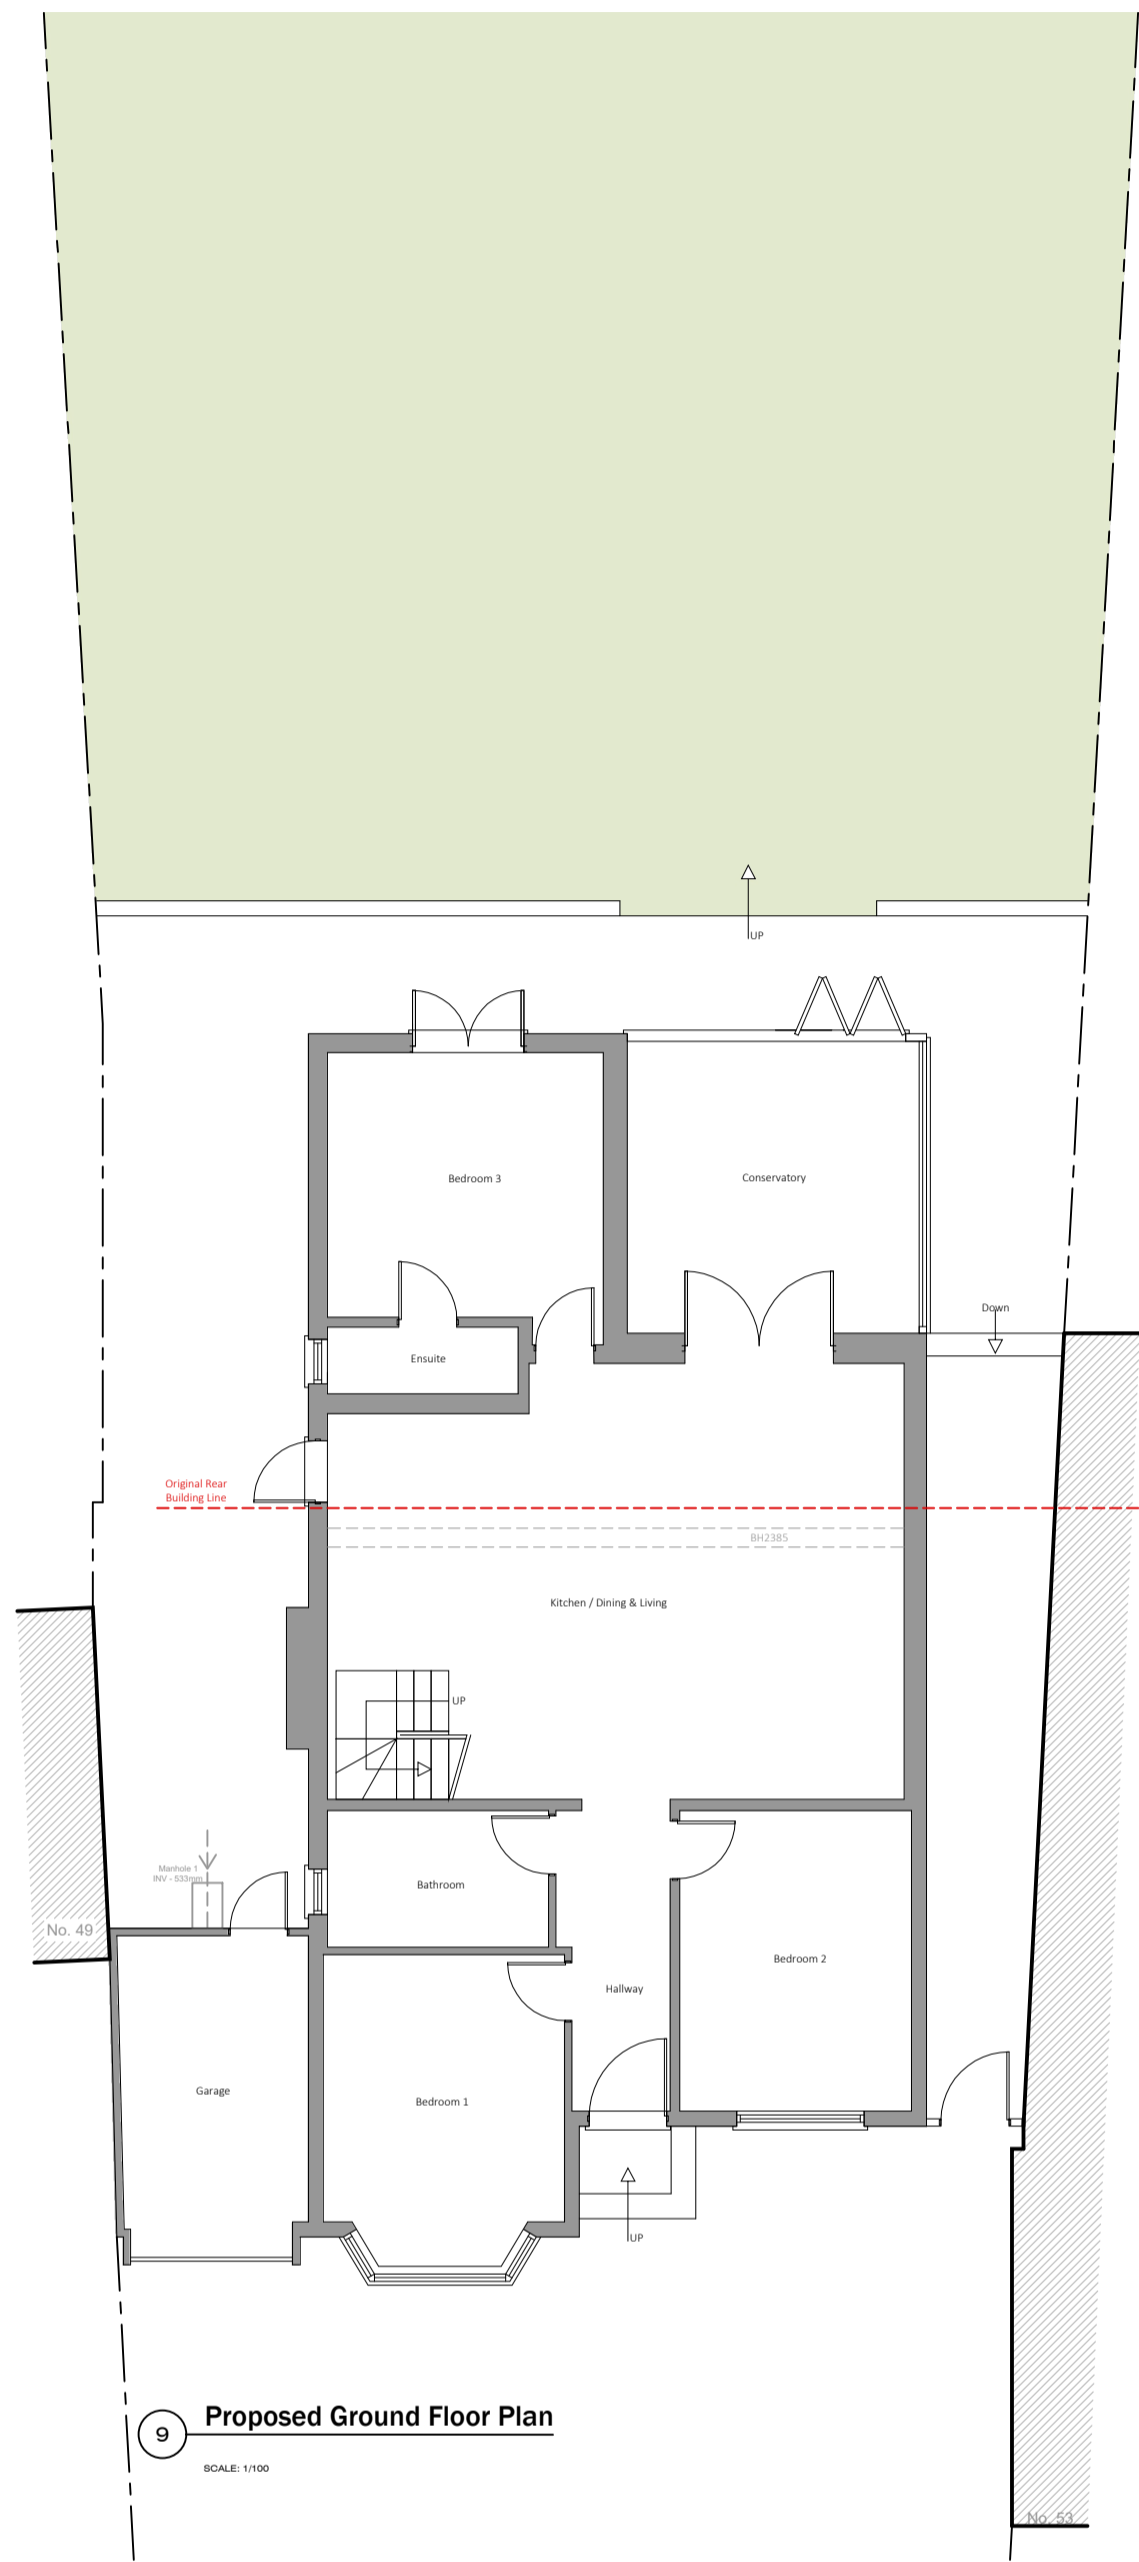 UP
Bedroom 3
Conservatory
Down
Ensuite
Original Rear
Building Line
BH2385
Kitchen / Dining & Living
UP
Manhole 1
INV - 533mm
Bathroom
No. 49
Bedroom 2
Hallway
Garage
Bedroom 1
UP
9
Proposed Ground Floor Plan
SCALE: 1/100
No. 53